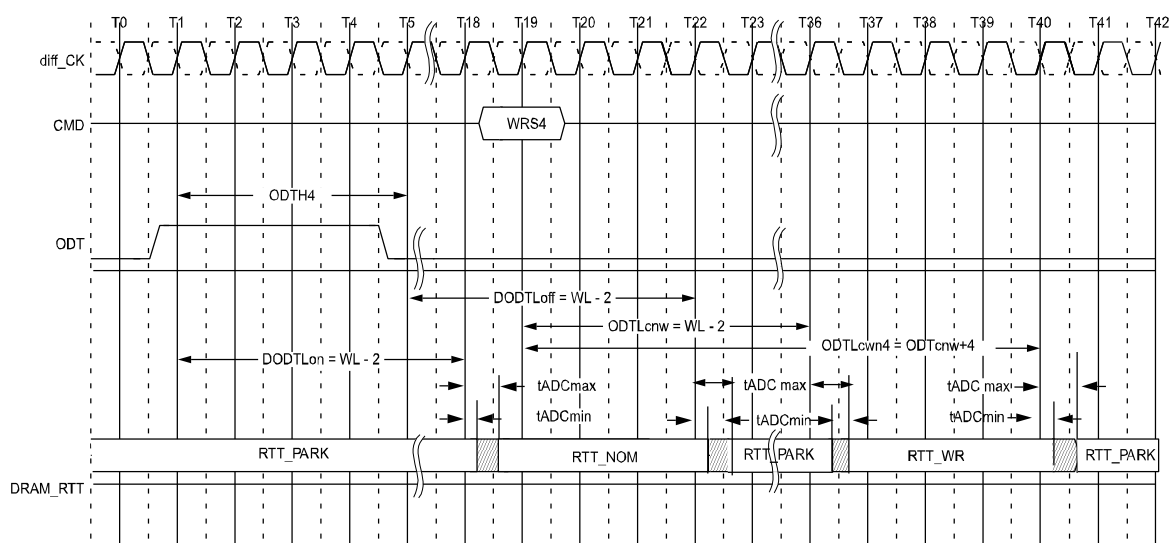 T0 T1 T2 T3 T4 T5 T18 T19 T20 T21 T22 T23 T36 T37 T38 T39 T40 T41 T42
diff_CK
CMD
WRS4
ODTH4
ODT
DODTLoff = WL - 2
ODTLcnw = WL - 2
ODTLcwn4 = ODTcnw+4
DODTLon = WL - 2
tADCmax
tADC max
tADC max
tADCmin
tADCmin
tADCmin
RTT_PARK
RTT_NOM
RTT_PARK
RTT_WR
RTT_PARK
DRAM_RTT